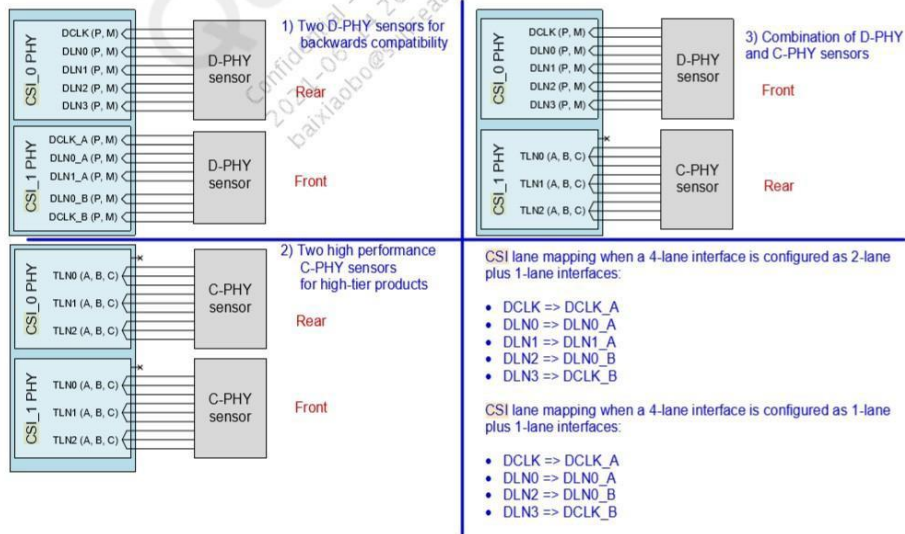 CSI_0 PHY
DCLK (P, M)
DLN0 (P, M)
DLN1 (P, M)
DLN2 (P, M)
DLN3 (P, M)
D-PHY
sensor
1) Two D-PHY sensors for
backwards compatibility
Rear
CSI_1 PHY
DCLK_A (P, M)
DLN0_A (P, M)
DLN1_A (P, M)
DLN0_B (P, M)
DCLK_B (P, M)
D-PHY
sensor
Front
CSI_0 PHY
DCLK (P, M)
DLN0 (P, M)
DLN1 (P, M)
DLN2 (P, M)
DLN3 (P, M)
D-PHY
sensor
3) Combination of D-PHY
and C-PHY sensors
Front
CSI_1 PHY
TLN0 (A, B, C)
TLN1 (A, B, C)
TLN2 (A, B, C)
C-PHY
sensor
Rear
CSI_0 PHY
TLN0 (A, B, C)
TLN1 (A, B, C)
TLN2 (A, B, C)
C-PHY
sensor
2) Two high performance
C-PHY sensors
for high-tier products
Rear
CSI_1 PHY
TLN0 (A, B, C)
TLN1 (A, B, C)
TLN2 (A, B, C)
C-PHY
sensor
Front
CSI lane mapping when a 4-lane interface is configured as 2-lane
plus 1-lane interfaces:
• DCLK => DCLK_A
• DLN0 => DLN0_A
• DLN1 => DLN1_A
• DLN2 => DLN0_B
• DLN3 => DCLK_B
CSI lane mapping when a 4-lane interface is configured as 1-lane
plus 1-lane interfaces:
• DCLK => DCLK_A
• DLN0 => DLN0_A
• DLN2 => DLN0_B
• DLN3 => DCLK_B